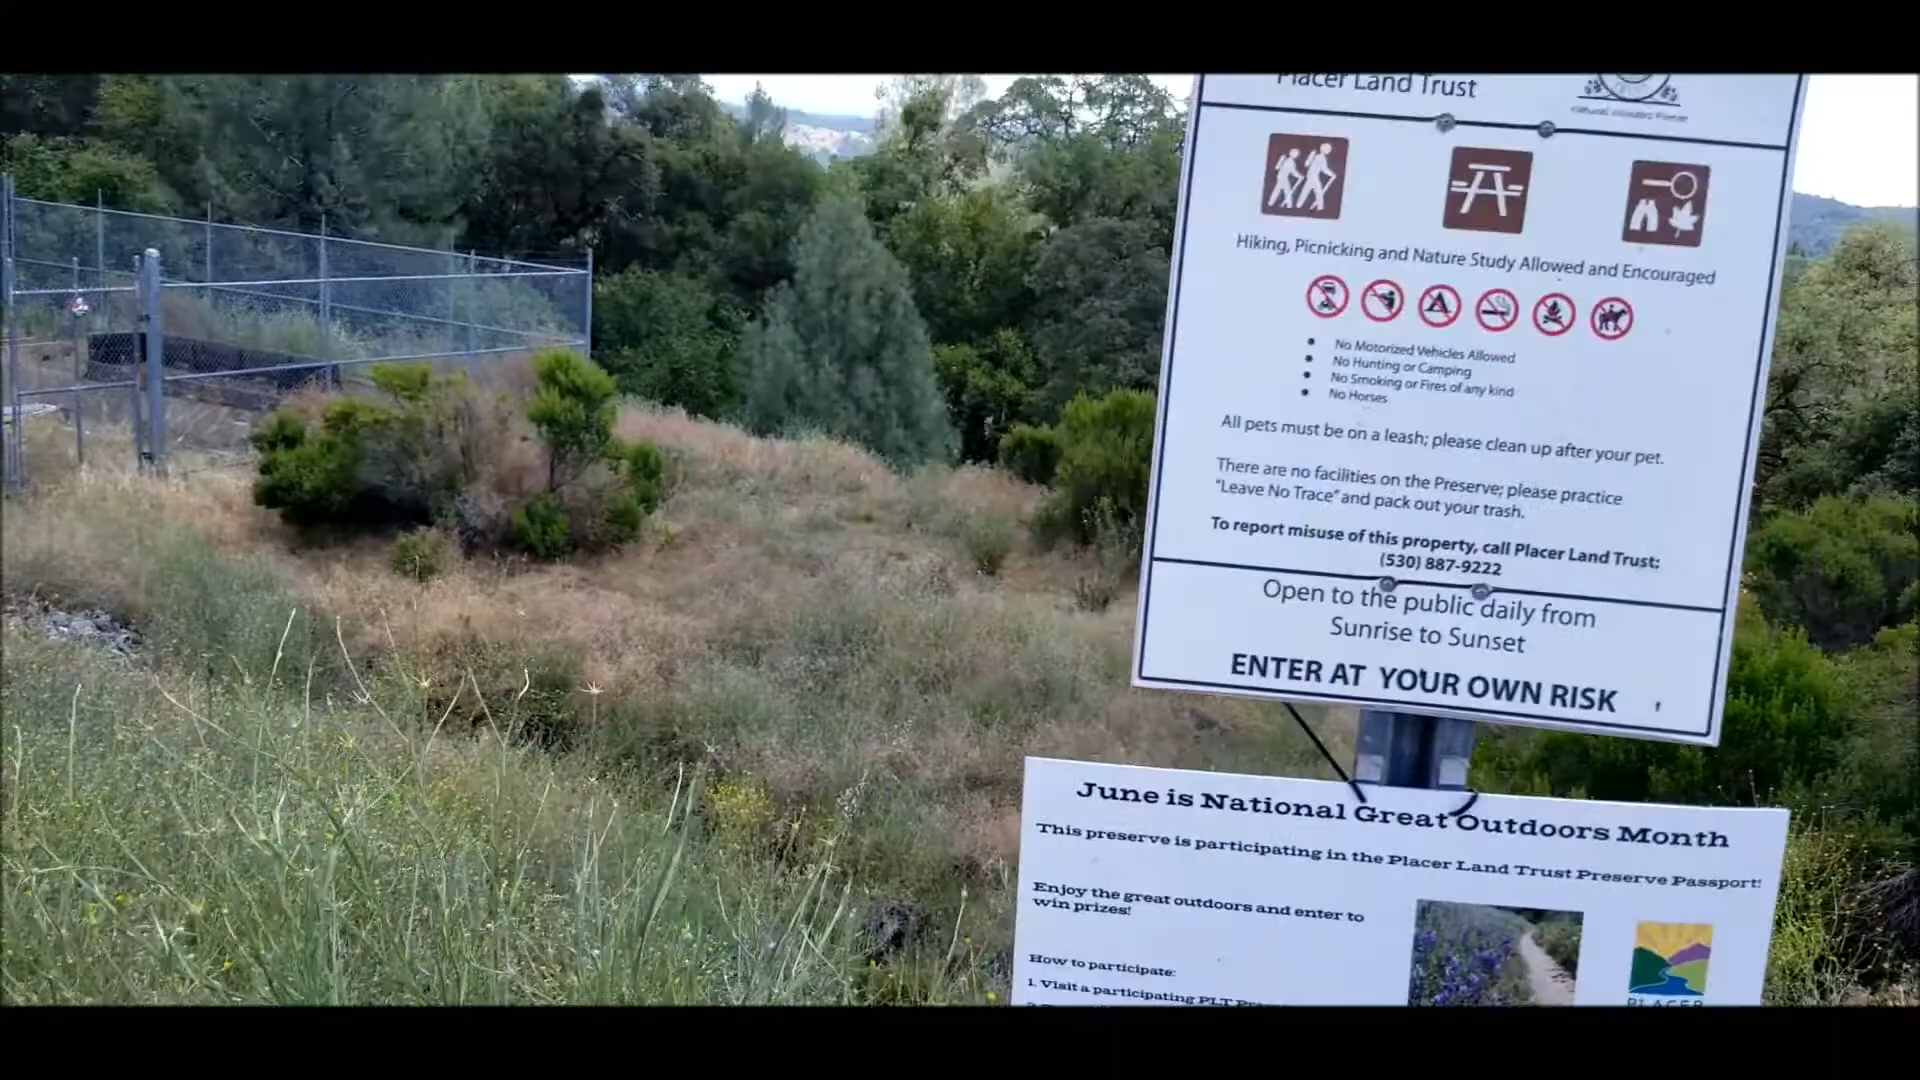 Placer Land Trust
Hiking, Picnicking and Nature Study Allowed and Encouraged
• No Motorized Vehicles Allowed
• No Hunting or Camping
• No Smoking or Fires of any kind
• No Horses
All pets must be on a leash; please clean up after your pet.
There are no facilities on the Preserve; please practice
"Leave No Trace" and pack out your trash.
To report misuse of this property, call Placer Land Trust:
(530) 887-9222
Open to the public daily from
Sunrise to Sunset
ENTER AT YOUR OWN RISK
June is National Great Outdoors Month
This preserve is participating in the Placer Land Trust Preserve Passport!
Enjoy the great outdoors and enter to
win prizes!
How to participate:
1. Visit a participating PLT
PLACER